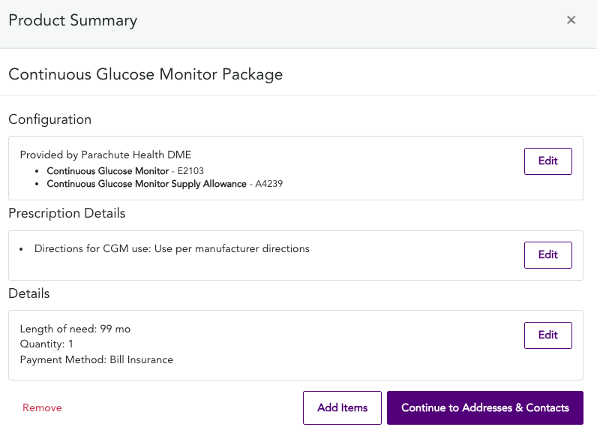 Product Summary
×
Continuous Glucose Monitor Package
Configuration
Provided by Parachute Health DME
Edit
• Continuous Glucose Monitor - E2103
• Continuous Glucose Monitor Supply Allowance - A4239
Prescription Details
• Directions for CGM use: Use per manufacturer directions
Edit
Details
Length of need: 99 mo
Edit
Quantity: 1
Payment Method: Bill Insurance
Remove
Add Items
Continue to Addresses & Contacts